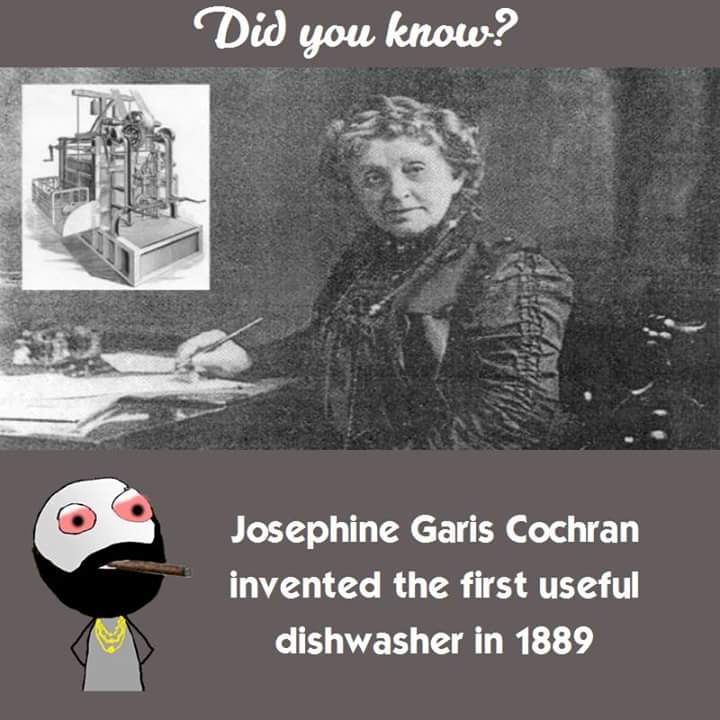 Did you know?
Josephine Garis Cochran
invented the first useful
dishwasher in 1889